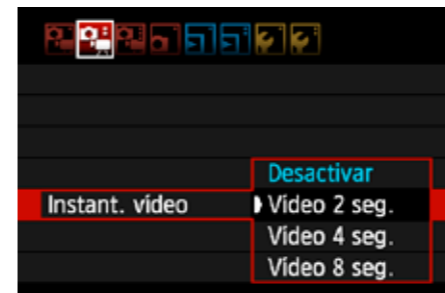 Desactivar
Instant. vídeo Vídeo 2 seg.
Vídeo 4 seg.
Vídeo 8 seg.